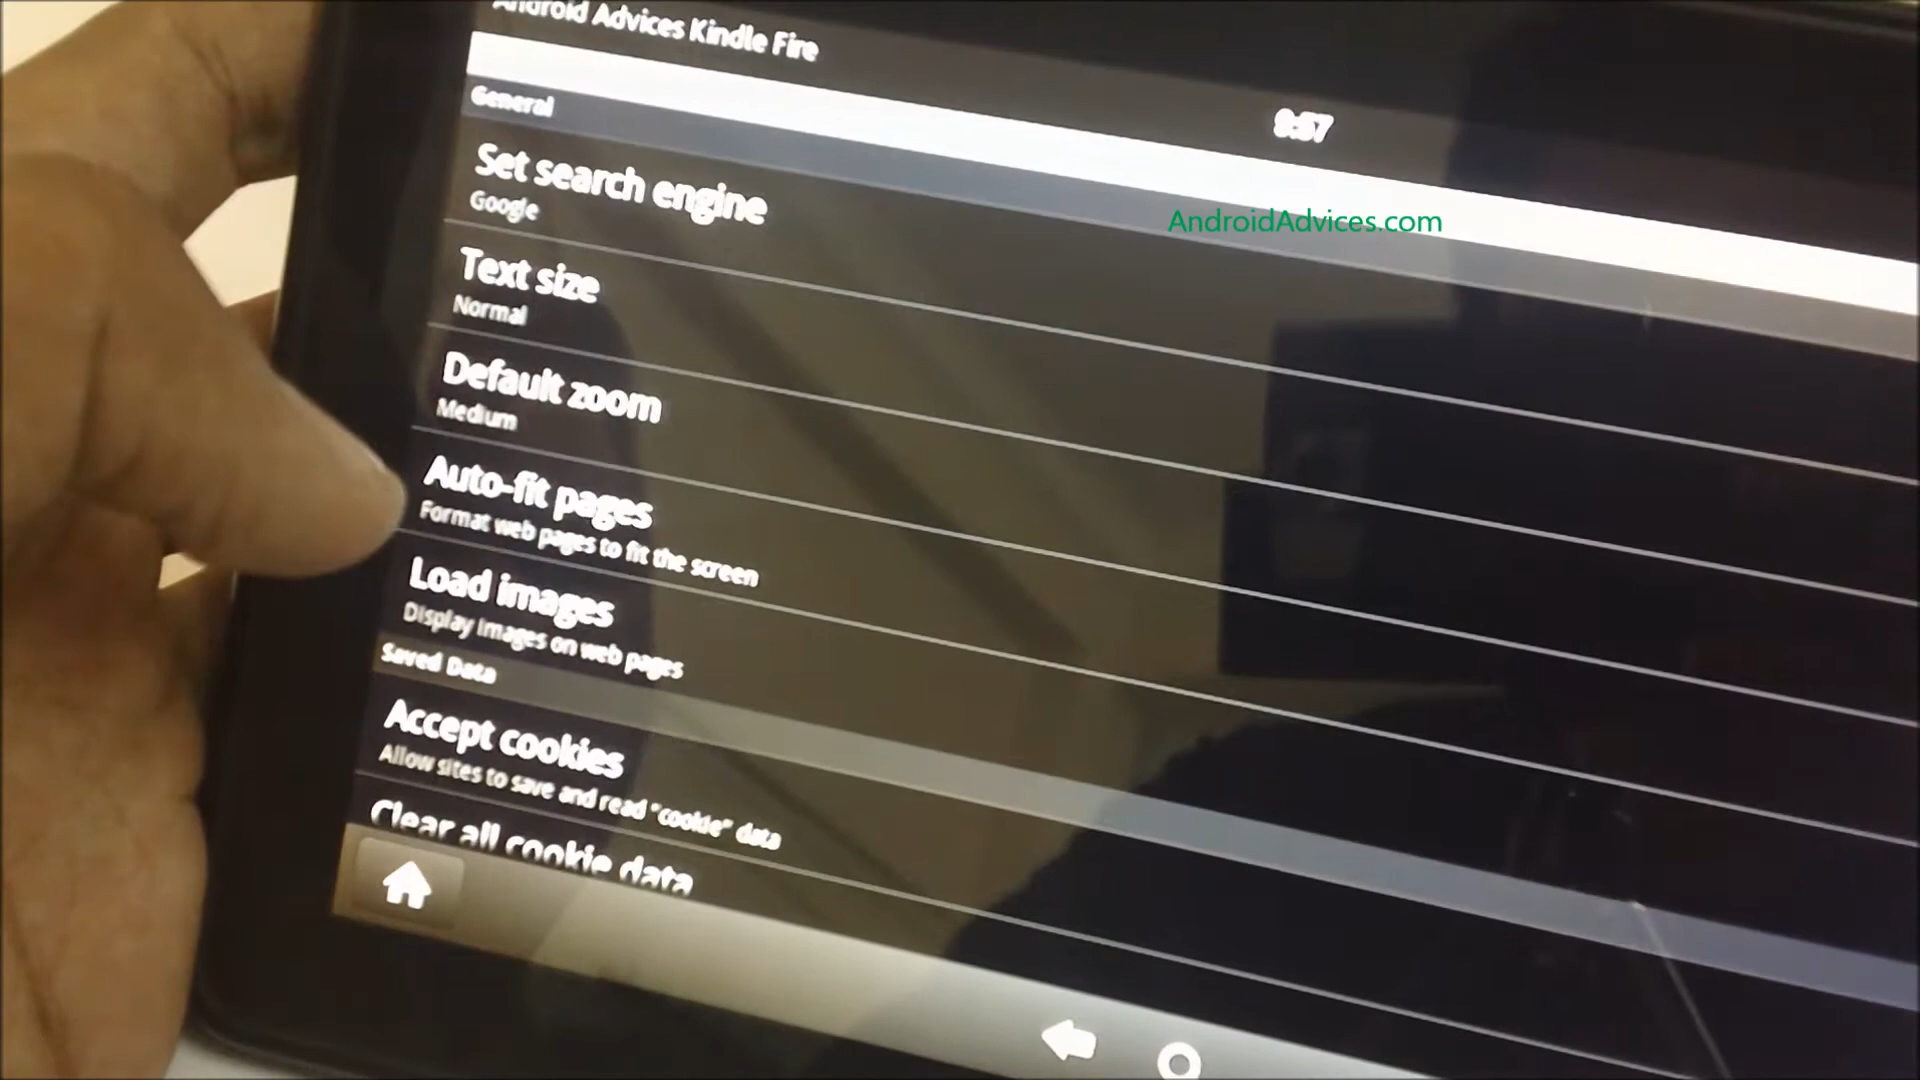 Android Advices Kindle Fire
9:57
General
Set search engine
Google
AndroidAdvices.com
Text size
Normal
Default zoom
Medium
Auto-fit pages
Format web pages to fit the screen
Load images
Display images on web pages
Saved Data
Accept cookies
Allow sites to save and read "cookie" data
Clear all cookie data